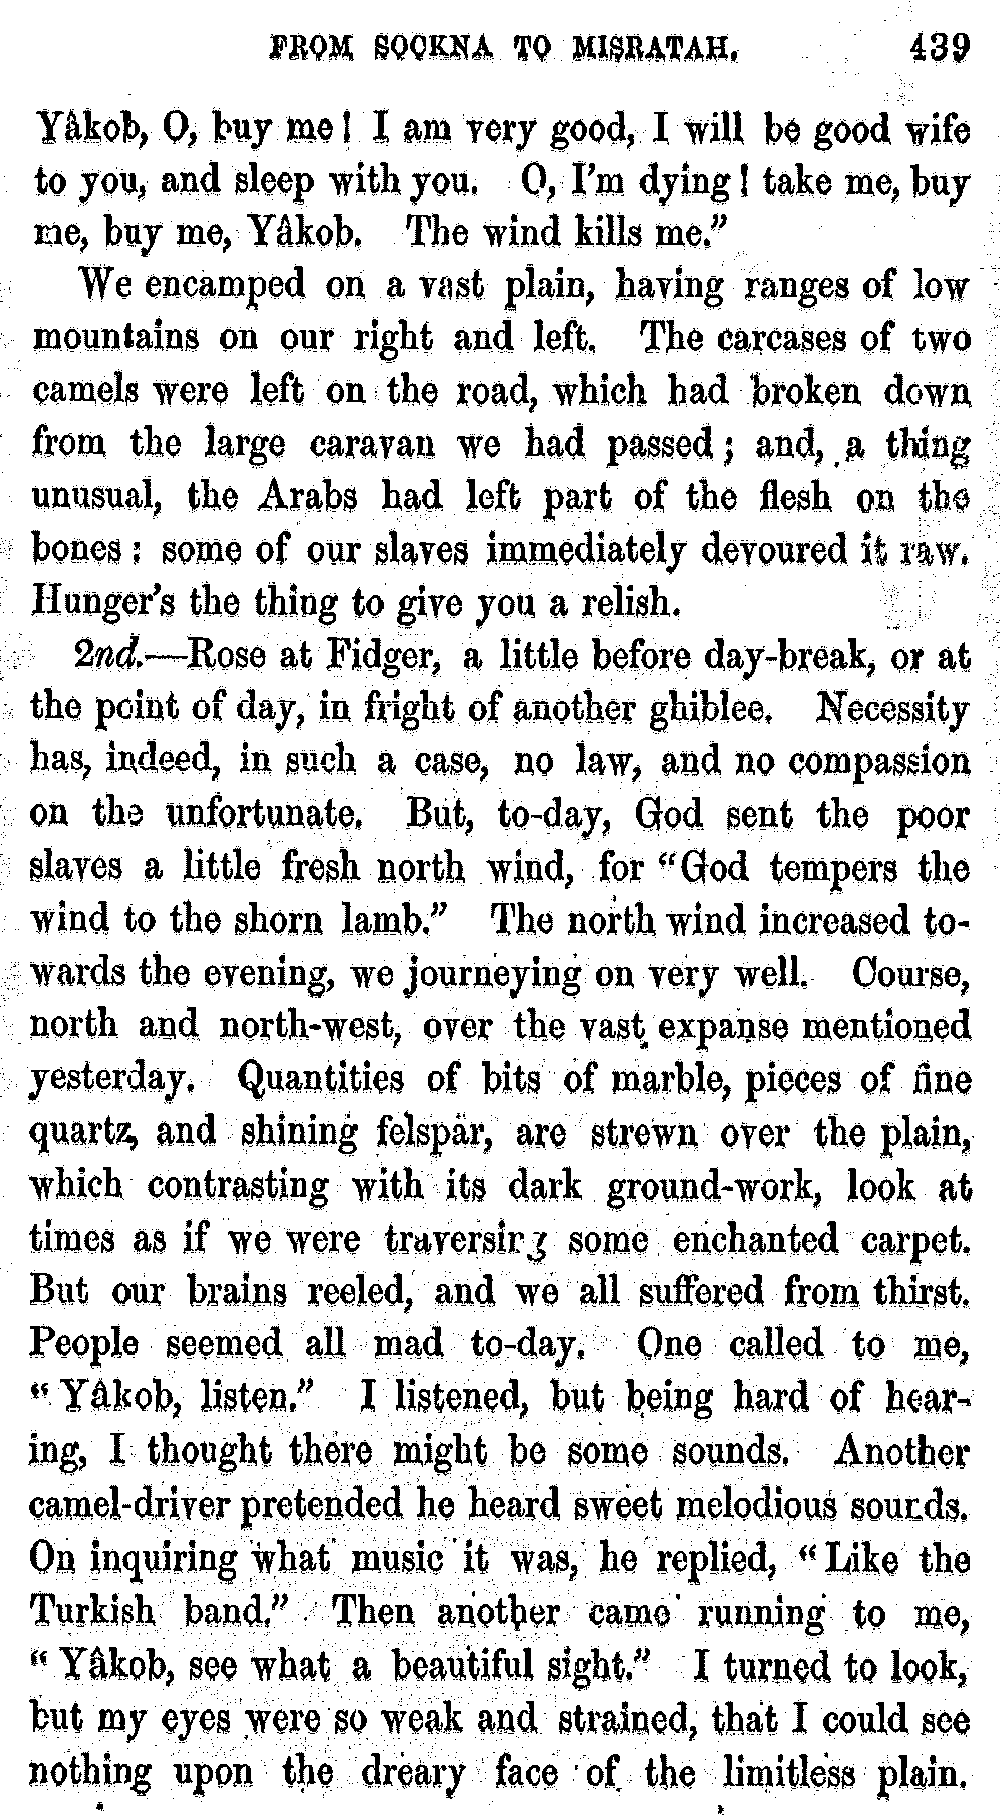 FROM SOOKNA TO MISRATAH. 439
Yâkob, O, buy me! I am very good, I will be good wife
to you, and sleep with you. O, I'm dying! take me, buy
me, buy me, Yâkob. The wind kills me."
We encamped on a vast plain, having ranges of low
mountains on our right and left. The carcases of two
camels were left on the road, which had broken down
from the large caravan we had passed; and, a thing
unusual, the Arabs had left part of the flesh on the
bones: some of our slaves immediately devoured it raw.
Hunger's the thing to give you a relish.
2nd.—Rose at Fidger, a little before day-break, or at
the point of day, in fright of another ghiblee. Necessity
has, indeed, in such a case, no law, and no compassion
on the unfortunate. But, to-day, God sent the poor
slaves a little fresh north wind, for "God tempers the
wind to the shorn lamb." The north wind increased to-
wards the evening, we journeying on very well. Course,
north and north-west, over the vast expanse mentioned
yesterday. Quantities of bits of marble, pieces of fine
quartz, and shining felspar, are strewn over the plain,
which contrasting with its dark ground-work, look at
times as if we were traversing some enchanted carpet.
But our brains reeled, and we all suffered from thirst.
People seemed all mad to-day. One called to me,
"Yâkob, listen." I listened, but being hard of hear-
ing, I thought there might be some sounds. Another
camel-driver pretended he heard sweet melodious sounds.
On inquiring what music it was, he replied, "Like the
Turkish band." Then another came running to me,
"Yâkob, see what a beautiful sight." I turned to look,
but my eyes were so weak and strained, that I could see
nothing upon the dreary face of the limitless plain.